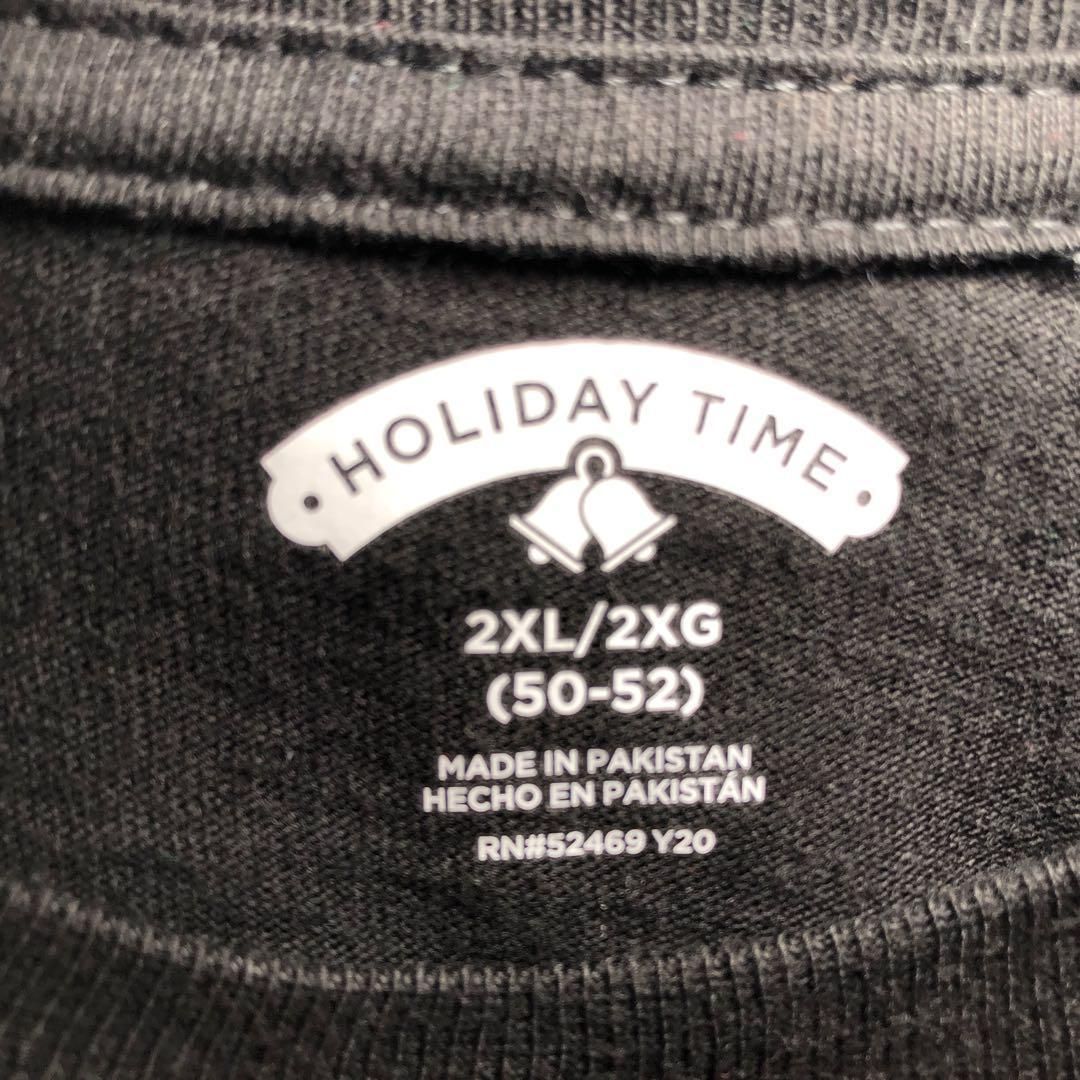 HOLIDAY TIME
2XL/2XG
(50-52)
MADE IN PAKISTAN
HECHO EN PAKISTÁN
RN#52469 Y20